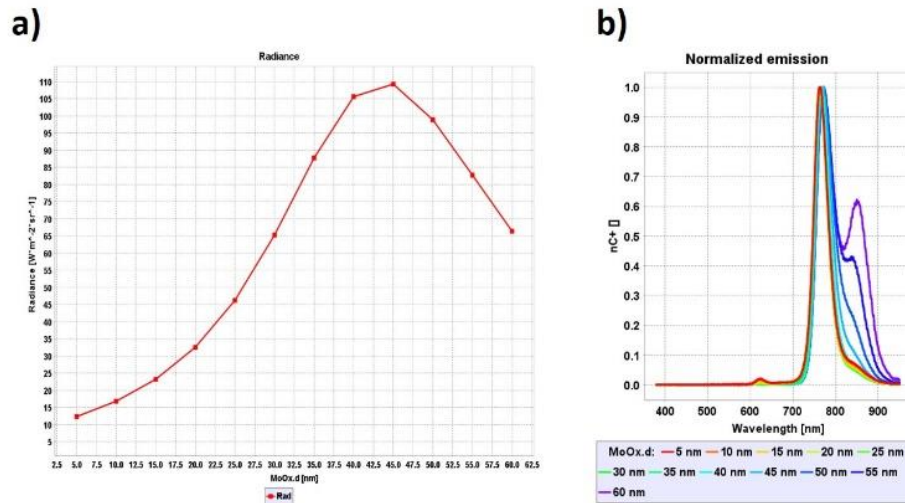 a)
Radiance
Radiance [W*m^-2*sr^-1]
110
105
100
95
90
85
80
75
70
65
60
55
50
45
40
35
30
25
20
15
10
5
2.5 5.0 7.5 10.0 12.5 15.0 17.5 20.0 22.5 25.0 27.5 30.0 32.5 35.0 37.5 40.0 42.5 45.0 47.5 50.0 52.5 55.0 57.5 60.0 62.5
MoOx.d [nm]
Rad
b)
Normalized emission
nC+ []
1.0
0.9
0.8
0.7
0.6
0.5
0.4
0.3
0.2
0.1
0.0
400 500 600 700 800 900
Wavelength [nm]
MoOx.d: 5 nm 10 nm 15 nm 20 nm 25 nm
30 nm 35 nm 40 nm 45 nm 50 nm 55 nm
60 nm